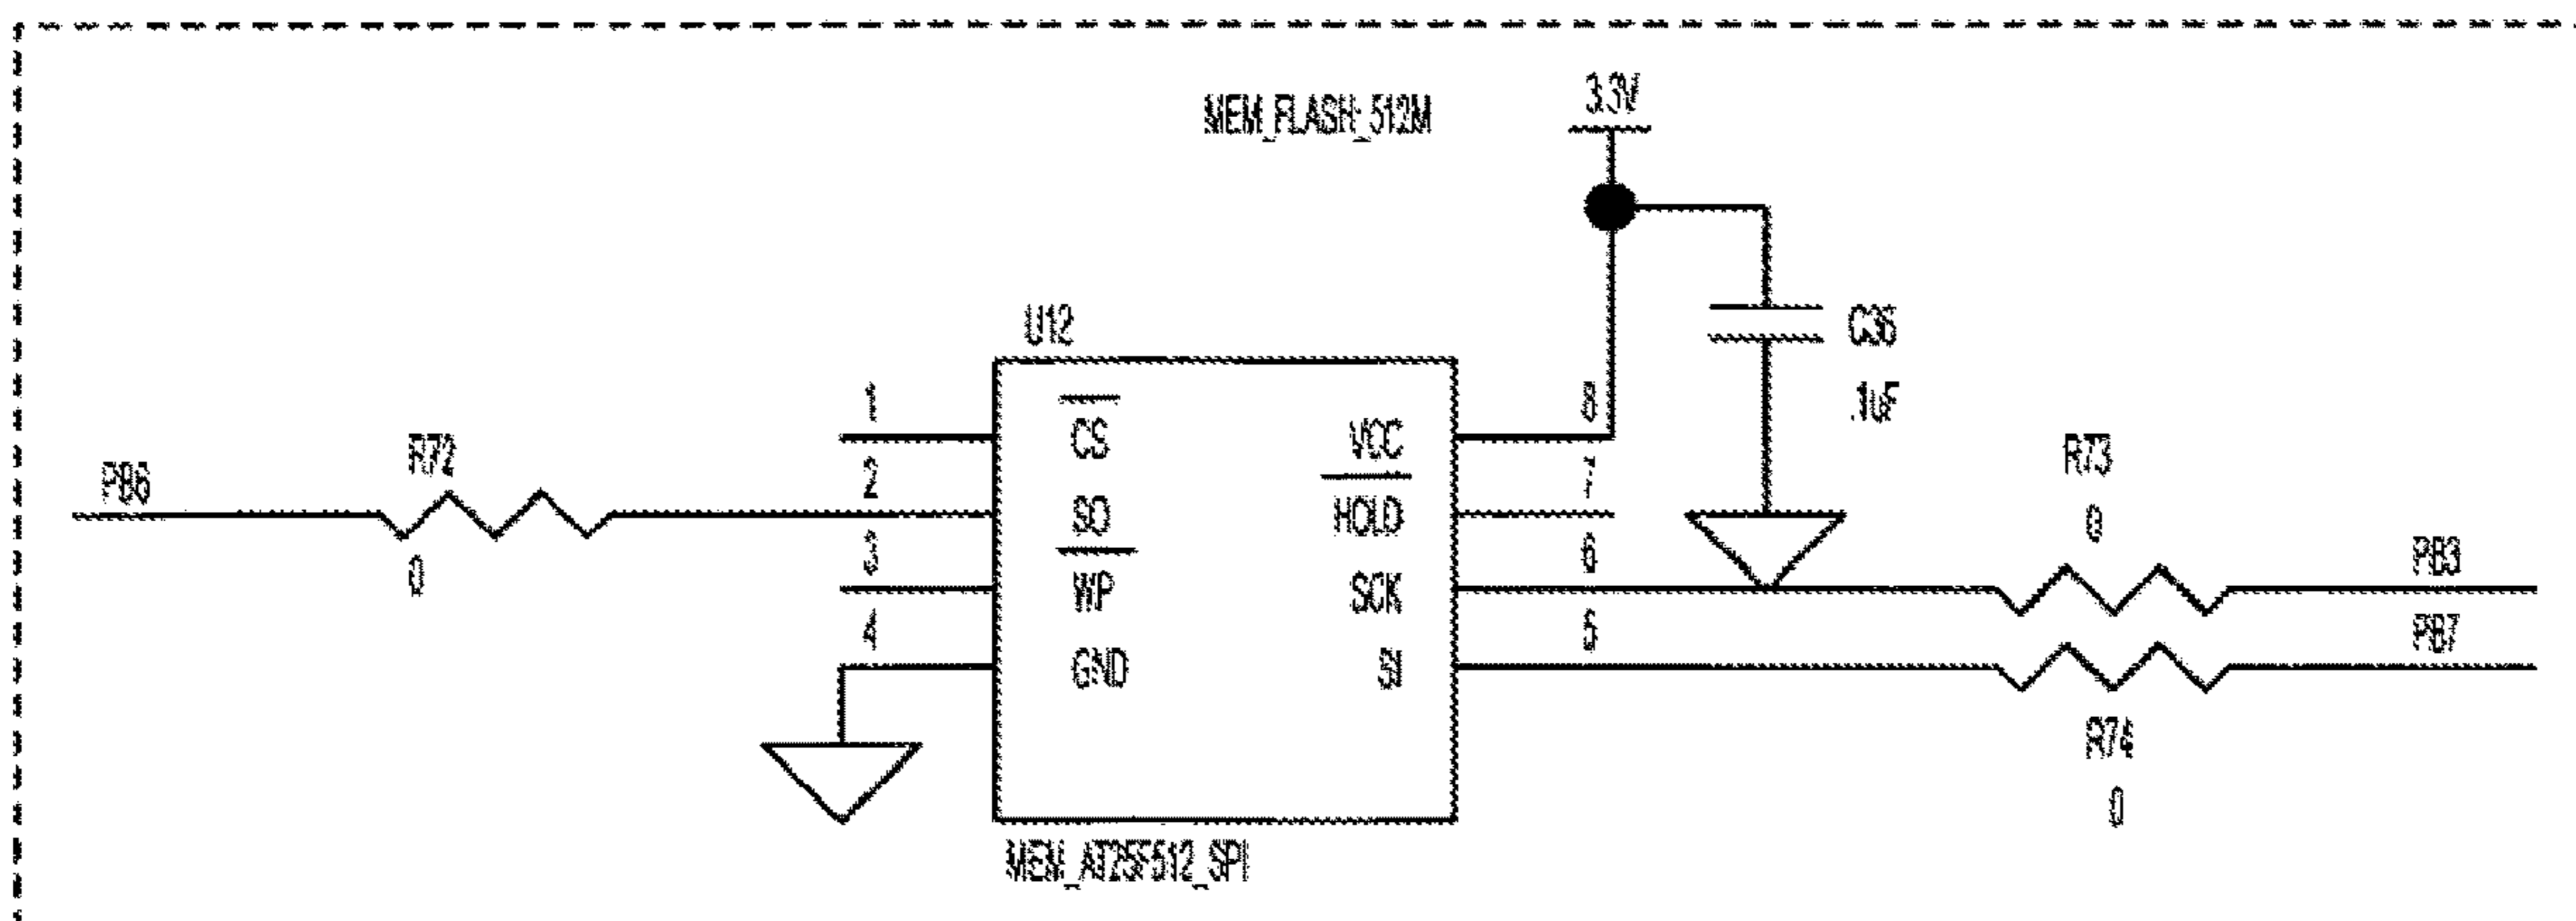 MEM_FLASH_512M
3.3V
U12
C36
.1uF
1
CS
VCC
8
PB6
R72
0
2
SO
HOLD
7
R73
0
3
WP
SCK
6
PB3
4
GND
SI
5
PB7
R74
0
MEM_AT25F512_SPI